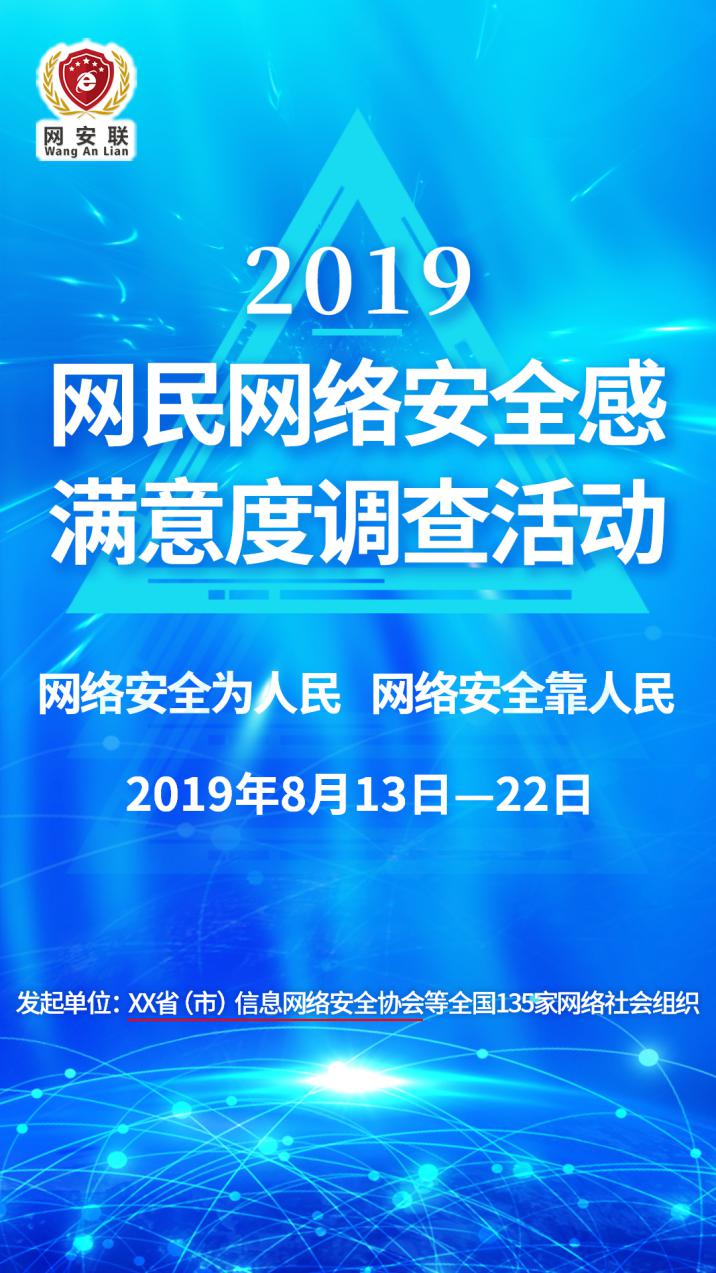 网安联
Wang An Lian
2019
网民网络安全感
满意度调查活动
网络安全为人民 网络安全靠人民
2019年8月13日—22日
发起单位：XX省（市）信息网络安全协会等全国135家网络社会组织